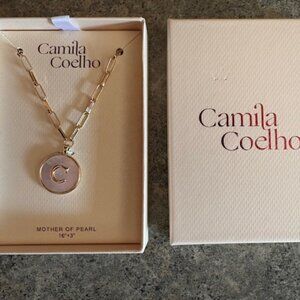 Camila
Coelho
C
MOTHER OF PEARL
16"+3"
Camila
Coelho